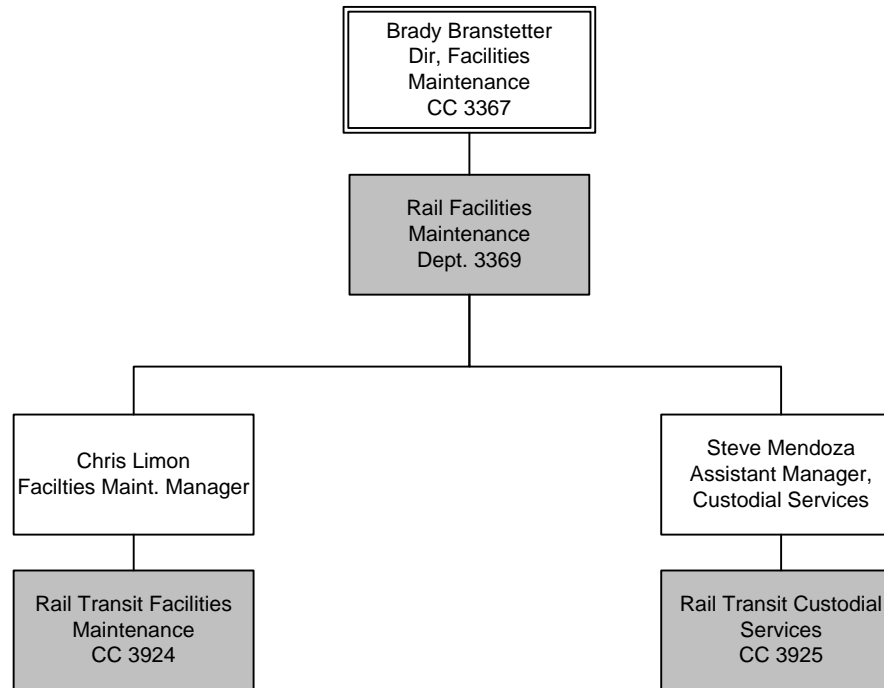 Brady Branstetter
Dir, Facilities
Maintenance
CC 3367
Rail Facilities
Maintenance
Dept. 3369
Chris Limon
Facilties Maint. Manager
Steve Mendoza
Assistant Manager,
Custodial Services
Rail Transit Facilities
Maintenance
CC 3924
Rail Transit Custodial
Services
CC 3925